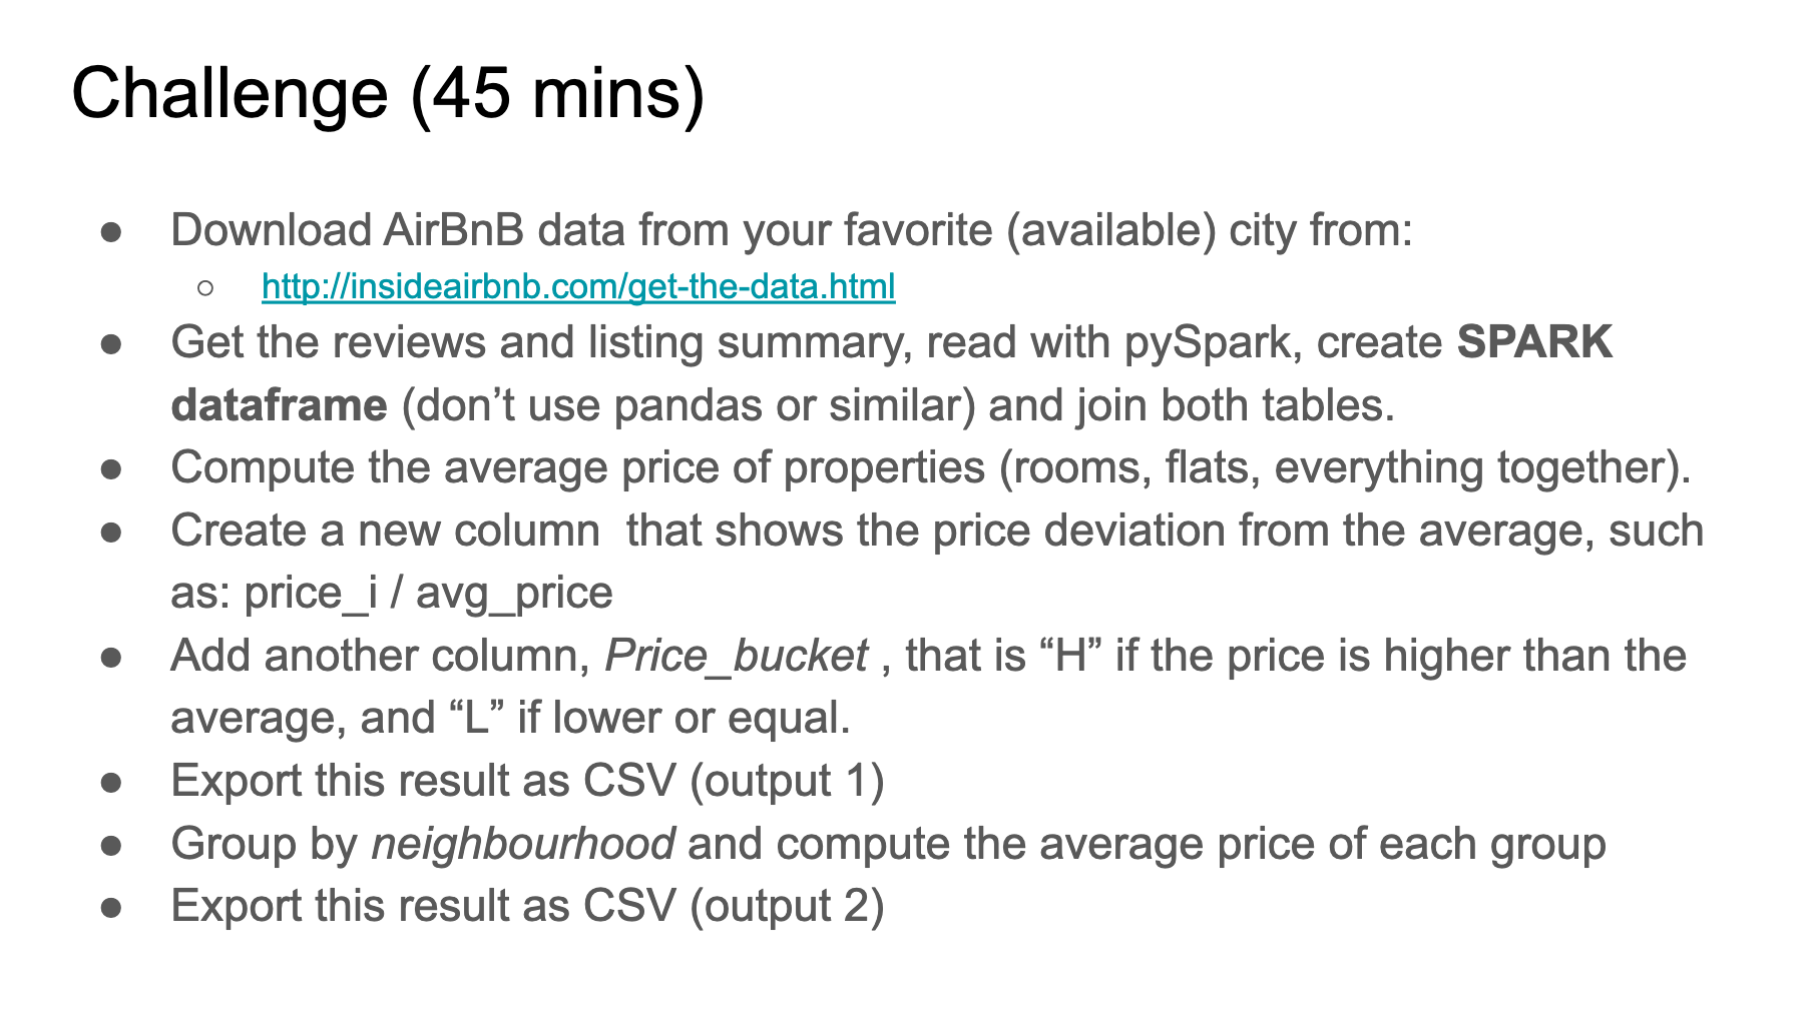 Challenge (45 mins)
● Download AirBnB data from your favorite (available) city from:
○ http://insideairbnb.com/get-the-data.html
● Get the reviews and listing summary, read with pySpark, create SPARK
dataframe (don’t use pandas or similar) and join both tables.
● Compute the average price of properties (rooms, flats, everything together).
● Create a new column  that shows the price deviation from the average, such
as: price_i / avg_price
● Add another column, Price_bucket , that is “H” if the price is higher than the
average, and “L” if lower or equal.
● Export this result as CSV (output 1)
● Group by neighbourhood and compute the average price of each group
● Export this result as CSV (output 2)